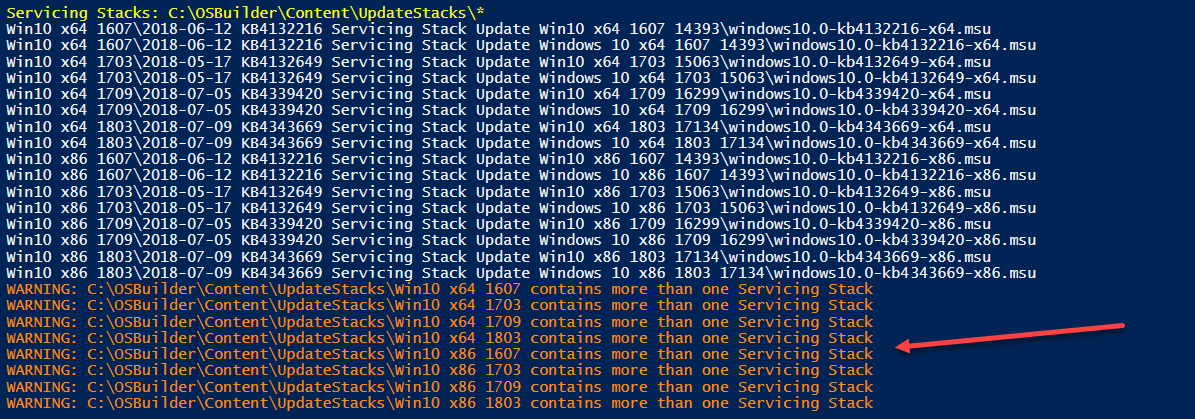 Servicing Stacks: C:\OSBuilder\Content\UpdateStacks\*
Win10 x64 1607\2018-06-12 KB4132216 Servicing Stack Update Win10 x64 1607 14393\windows10.0-kb4132216-x64.msu
Win10 x64 1607\2018-06-12 KB4132216 Servicing Stack Update Windows 10 x64 1607 14393\windows10.0-kb4132216-x64.msu
Win10 x64 1703\2018-05-17 KB4132649 Servicing Stack Update Win10 x64 1703 15063\windows10.0-kb4132649-x64.msu
Win10 x64 1703\2018-05-17 KB4132649 Servicing Stack Update Windows 10 x64 1703 15063\windows10.0-kb4132649-x64.msu
Win10 x64 1709\2018-07-05 KB4339420 Servicing Stack Update Win10 x64 1709 16299\windows10.0-kb4339420-x64.msu
Win10 x64 1709\2018-07-05 KB4339420 Servicing Stack Update Windows 10 x64 1709 16299\windows10.0-kb4339420-x64.msu
Win10 x64 1803\2018-07-09 KB4343669 Servicing Stack Update Win10 x64 1803 17134\windows10.0-kb4343669-x64.msu
Win10 x64 1803\2018-07-09 KB4343669 Servicing Stack Update Windows 10 x64 1803 17134\windows10.0-kb4343669-x64.msu
Win10 x86 1607\2018-06-12 KB4132216 Servicing Stack Update Win10 x86 1607 14393\windows10.0-kb4132216-x86.msu
Win10 x86 1607\2018-06-12 KB4132216 Servicing Stack Update Windows 10 x86 1607 14393\windows10.0-kb4132216-x86.msu
Win10 x86 1703\2018-05-17 KB4132649 Servicing Stack Update Win10 x86 1703 15063\windows10.0-kb4132649-x86.msu
Win10 x86 1703\2018-05-17 KB4132649 Servicing Stack Update Windows 10 x86 1703 15063\windows10.0-kb4132649-x86.msu
Win10 x86 1709\2018-07-05 KB4339420 Servicing Stack Update Win10 x86 1709 16299\windows10.0-kb4339420-x86.msu
Win10 x86 1709\2018-07-05 KB4339420 Servicing Stack Update Windows 10 x86 1709 16299\windows10.0-kb4339420-x86.msu
Win10 x86 1803\2018-07-09 KB4343669 Servicing Stack Update Win10 x86 1803 17134\windows10.0-kb4343669-x86.msu
Win10 x86 1803\2018-07-09 KB4343669 Servicing Stack Update Windows 10 x86 1803 17134\windows10.0-kb4343669-x86.msu
WARNING: C:\OSBuilder\Content\UpdateStacks\Win10 x64 1607 contains more than one Servicing Stack
WARNING: C:\OSBuilder\Content\UpdateStacks\Win10 x64 1703 contains more than one Servicing Stack
WARNING: C:\OSBuilder\Content\UpdateStacks\Win10 x64 1709 contains more than one Servicing Stack
WARNING: C:\OSBuilder\Content\UpdateStacks\Win10 x64 1803 contains more than one Servicing Stack
WARNING: C:\OSBuilder\Content\UpdateStacks\Win10 x86 1607 contains more than one Servicing Stack
WARNING: C:\OSBuilder\Content\UpdateStacks\Win10 x86 1703 contains more than one Servicing Stack
WARNING: C:\OSBuilder\Content\UpdateStacks\Win10 x86 1709 contains more than one Servicing Stack
WARNING: C:\OSBuilder\Content\UpdateStacks\Win10 x86 1803 contains more than one Servicing Stack